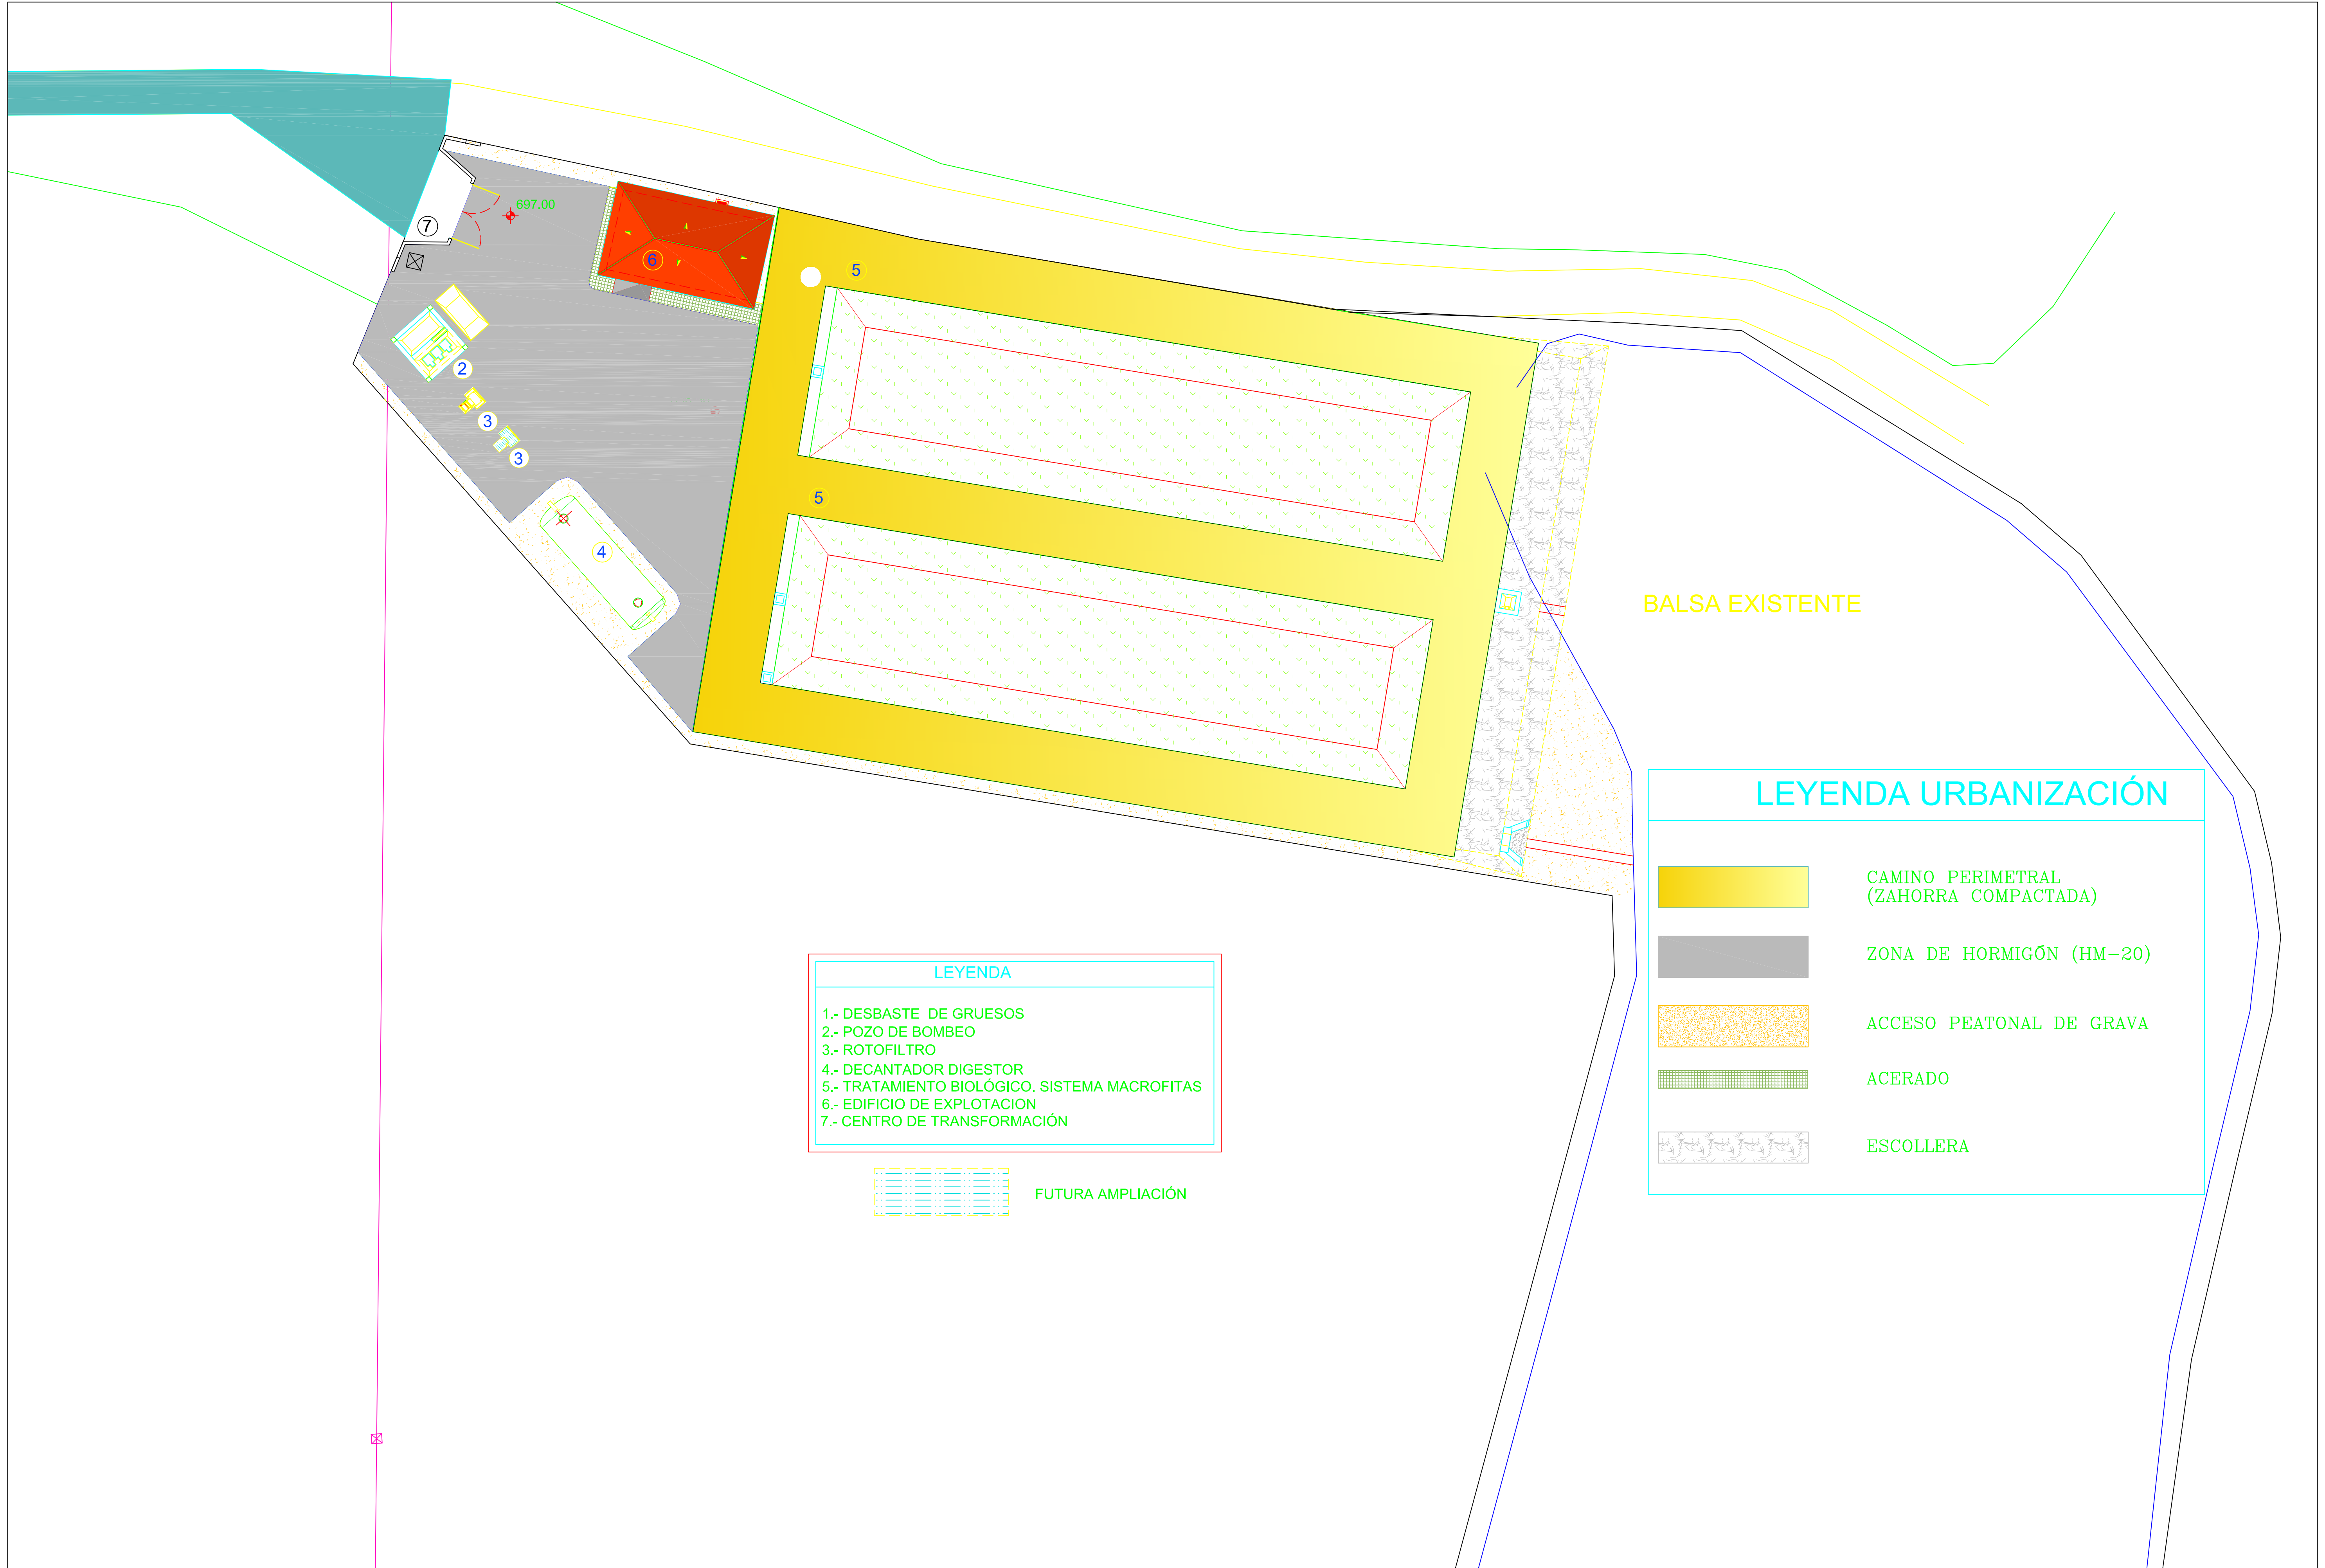 697.00
7
6
5
2
3
3
5
4
BALSA EXISTENTE
LEYENDA URBANIZACIÓN
CAMINO PERIMETRAL
(ZAHORRA COMPACTADA)
ZONA DE HORMIGÓN (HM-20)
ACCESO PEATONAL DE GRAVA
ACERADO
ESCOLLERA
LEYENDA
1.- DESBASTE DE GRUESOS
2.- POZO DE BOMBEO
3.- ROTOFILTRO
4.- DECANTADOR DIGESTOR
5.- TRATAMIENTO BIOLÓGICO. SISTEMA MACROFITAS
6.- EDIFICIO DE EXPLOTACION
7.- CENTRO DE TRANSFORMACIÓN
FUTURA AMPLIACIÓN